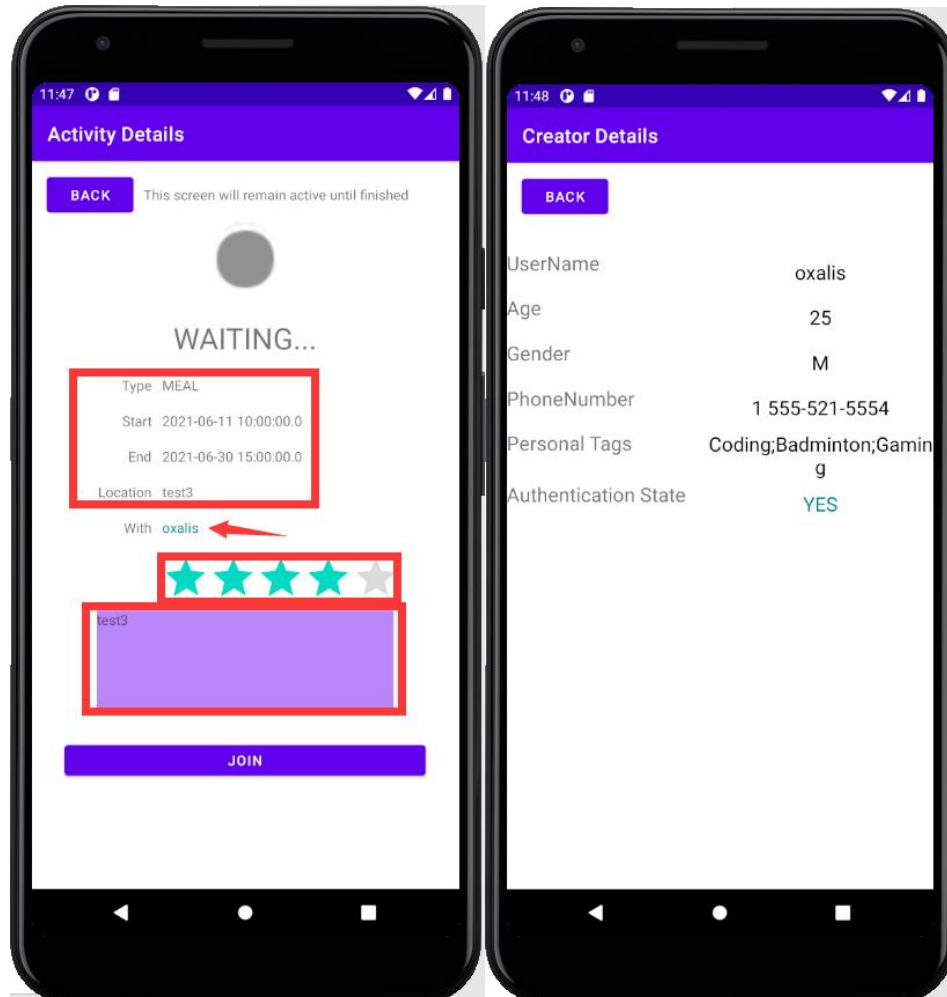 11:47
Activity Details
BACK
This screen will remain active until finished
WAITING...
Type MEAL
Start 2021-06-11 10:00:00.0
End 2021-06-30 15:00:00.0
Location test3
With oxalis
test3
JOIN
11:48
Creator Details
BACK
UserName oxalis
Age 25
Gender M
PhoneNumber 1 555-521-5554
Personal Tags Coding;Badminton;Gamin
g
Authentication State YES